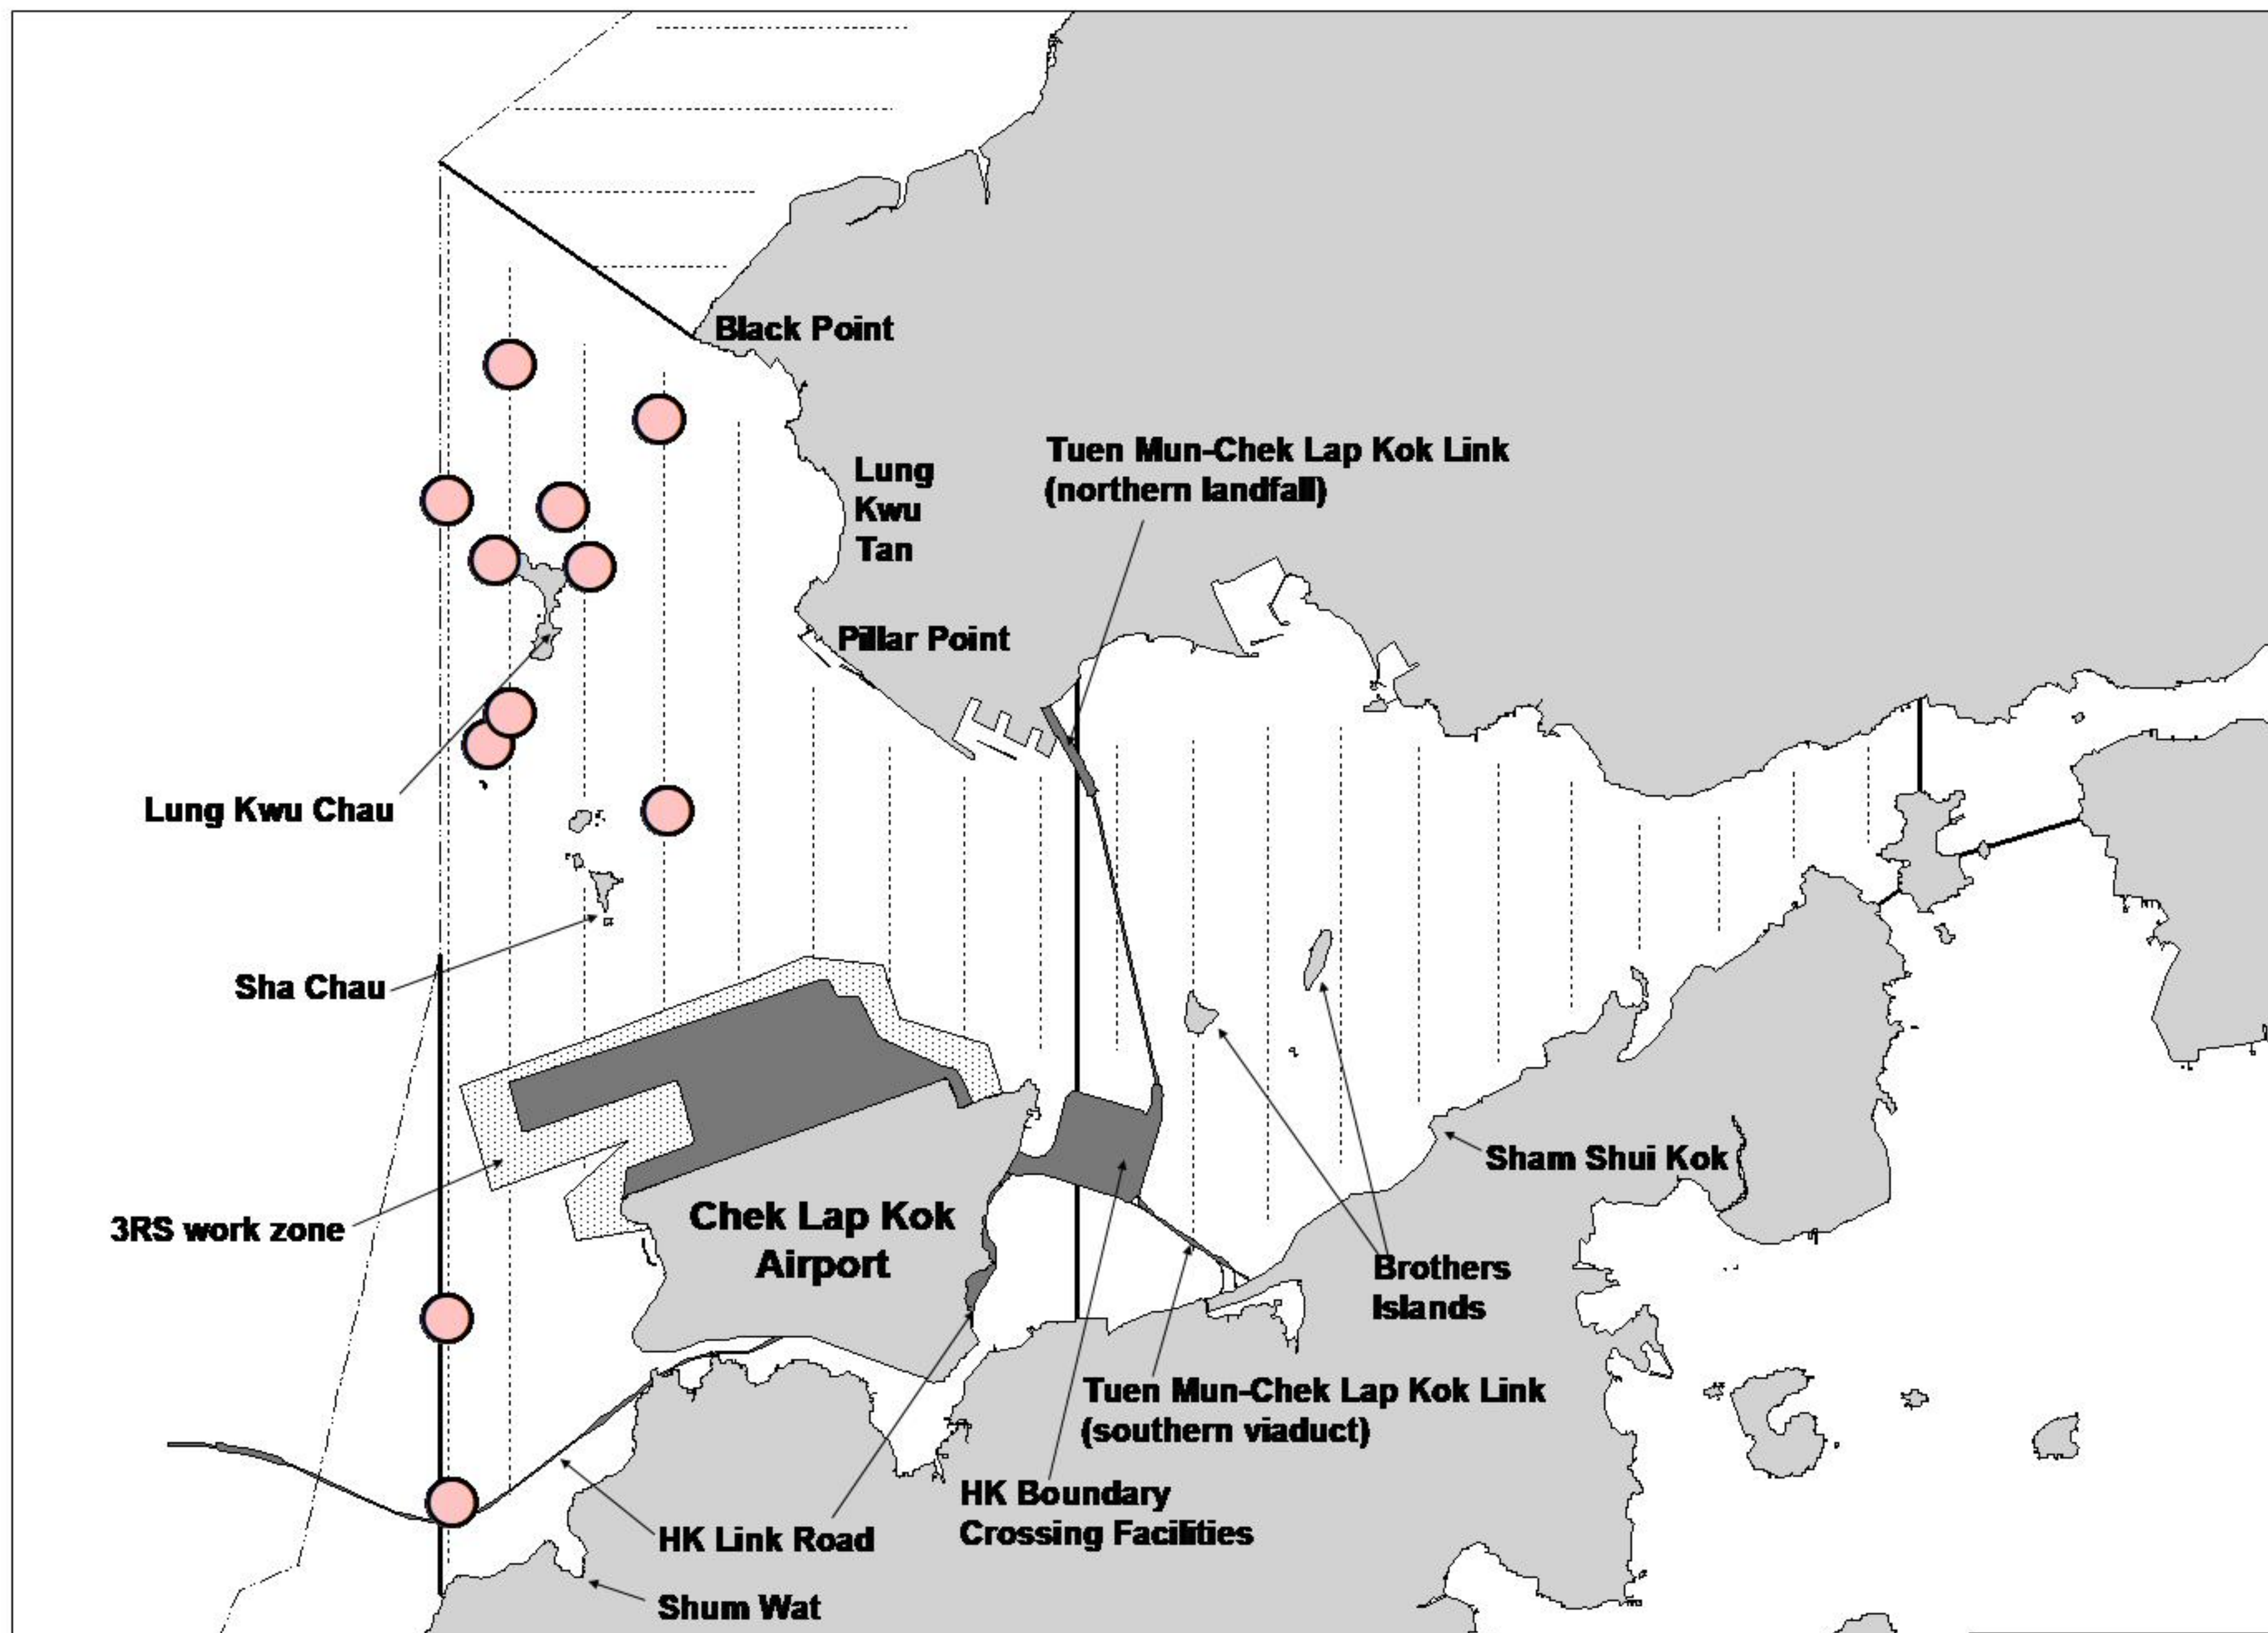 Black Point
Lung
Kwu
Tan
Tuen Mun-Chek Lap Kok Link
(northern landfall)
Pillar Point
Lung Kwu Chau
Sha Chau
3RS work zone
Chek Lap Kok
Airport
Sham Shui Kok
Brothers
Islands
Tuen Mun-Chek Lap Kok Link
(southern viaduct)
HK Boundary
Crossing Facilities
HK Link Road
Shum Wat